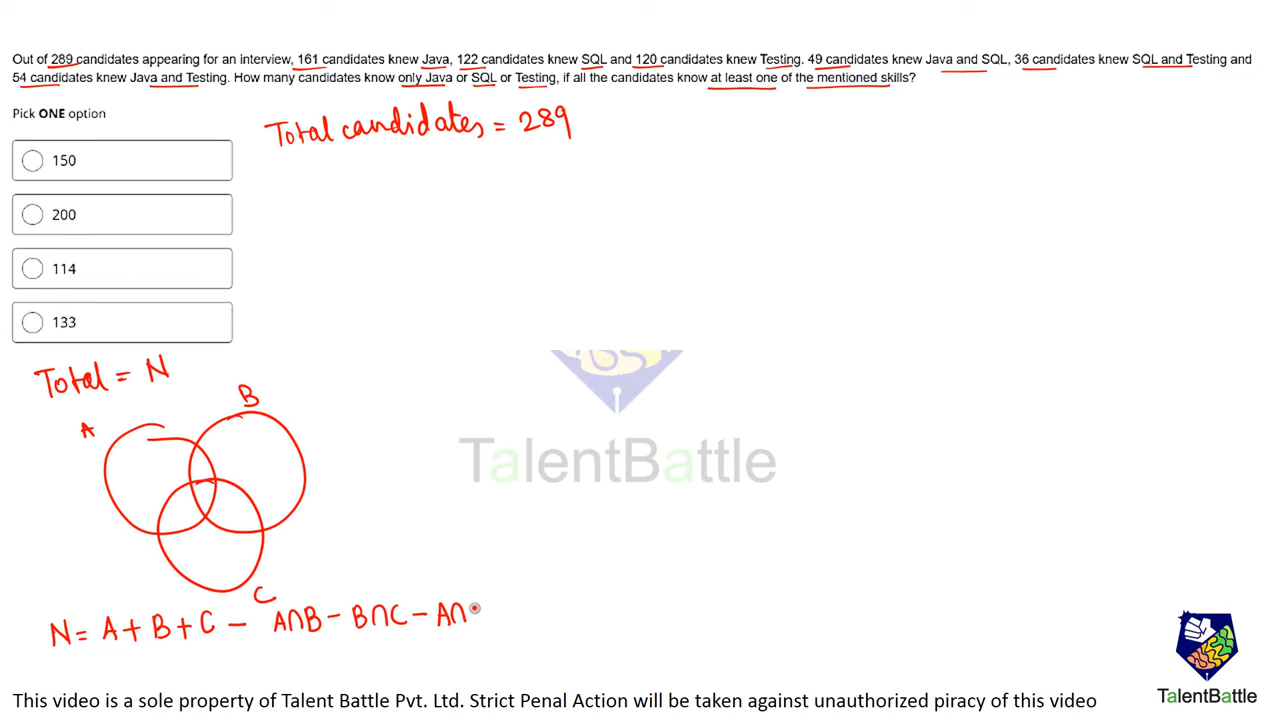 Out of 289 candidates appearing for an interview, 161 candidates knew Java, 122 candidates knew SQL and 120 candidates knew Testing. 49 candidates knew Java and SQL, 36 candidates knew SQL and Testing and
54 candidates knew Java and Testing. How many candidates know only Java or SQL or Testing, if all the candidates know at least one of the mentioned skills?
Pick ONE option
Total candidates = 289
150
200
114
133
Total = N
A
B
C
N = A + B + C - A∩B - B∩C - A∩
TalentBattle
TalentBattle
This video is a sole property of Talent Battle Pvt. Ltd. Strict Penal Action will be taken against unauthorized piracy of this video